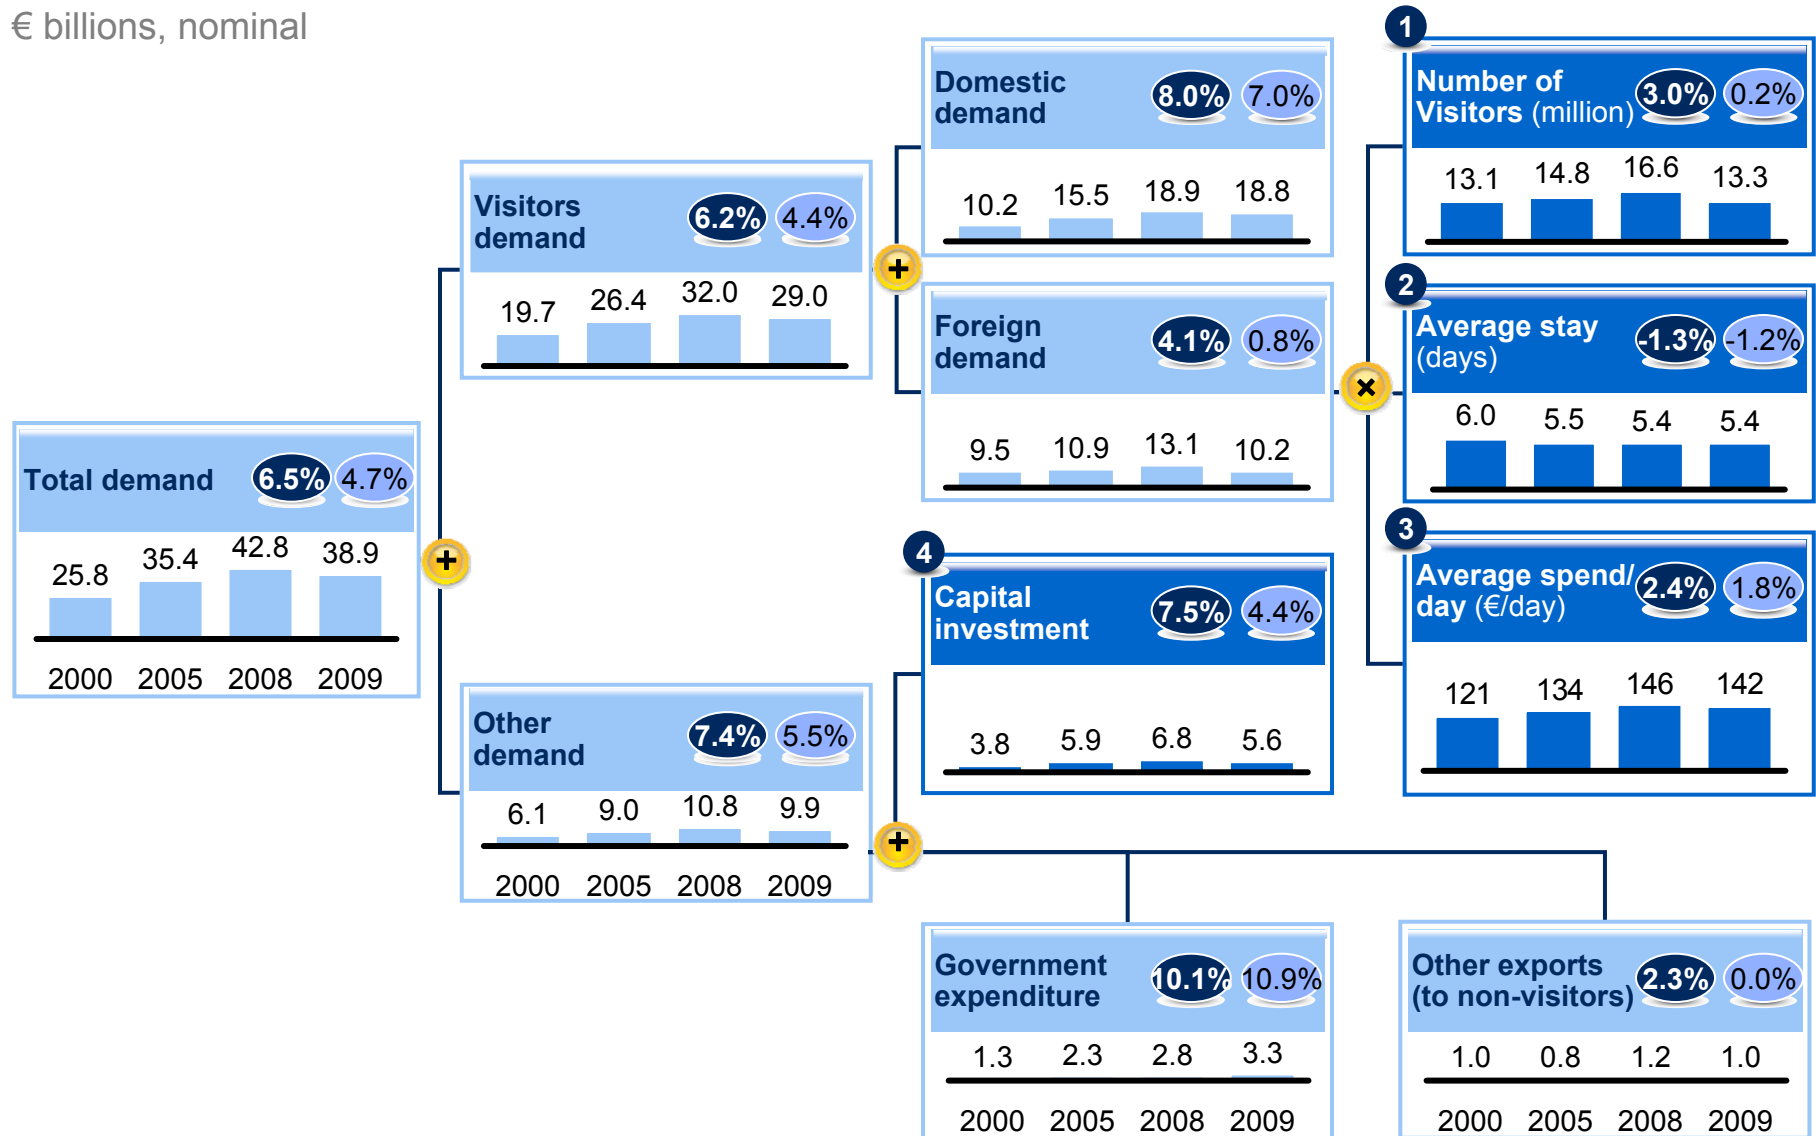 € billions, nominal
Total demand 6.5% 4.7%
25.8 35.4 42.8 38.9
2000 2005 2008 2009
+
Visitors
demand
6.2% 4.4%
19.7 26.4 32.0 29.0
Other
demand
7.4% 5.5%
6.1 9.0 10.8 9.9
2000 2005 2008 2009
+
Domestic
demand
8.0% 7.0%
10.2 15.5 18.9 18.8
Foreign
demand
4.1% 0.8%
9.5 10.9 13.1 10.2
+
4
Capital
investment
7.5% 4.4%
3.8 5.9 6.8 5.6
Government
expenditure
10.1% 10.9%
1.3 2.3 2.8 3.3
2000 2005 2008 2009
×
1
Number of
Visitors (million)
3.0% 0.2%
13.1 14.8 16.6 13.3
2
Average stay
(days)
-1.3% -1.2%
6.0 5.5 5.4 5.4
3
Average spend/
day (€/day)
2.4% 1.8%
121 134 146 142
Other exports
(to non-visitors)
2.3% 0.0%
1.0 0.8 1.2 1.0
2000 2005 2008 2009